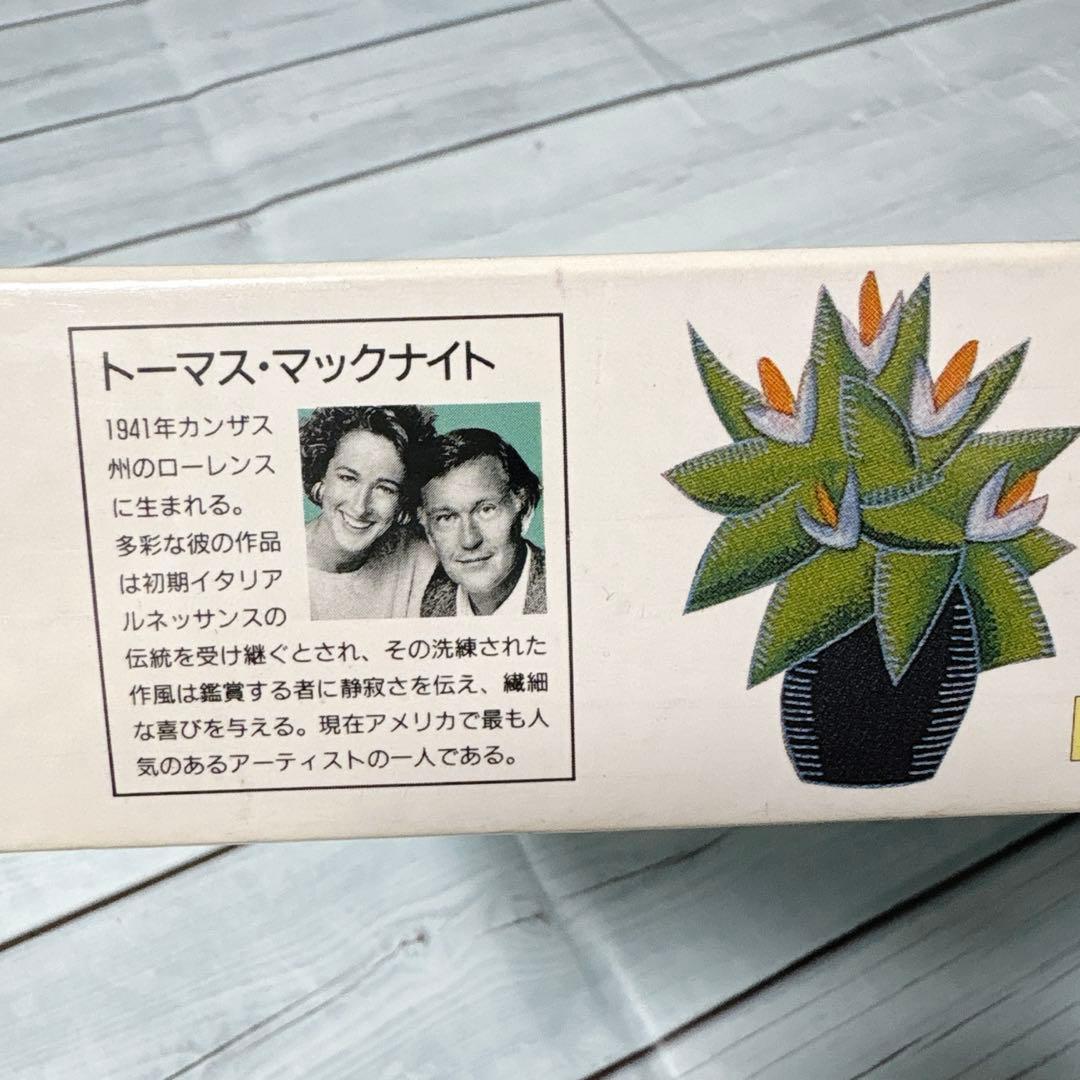 トーマス・マックナイト
1941年カンザス
州のローレンス
に生まれる。
多彩な彼の作品
は初期イタリア
ルネッサンスの
伝統を受け継ぐとされ、その洗練された
作風は鑑賞する者に静寂さを伝え、繊細
な喜びを与える。現在アメリカで最も人
気のあるアーティストの一人である。